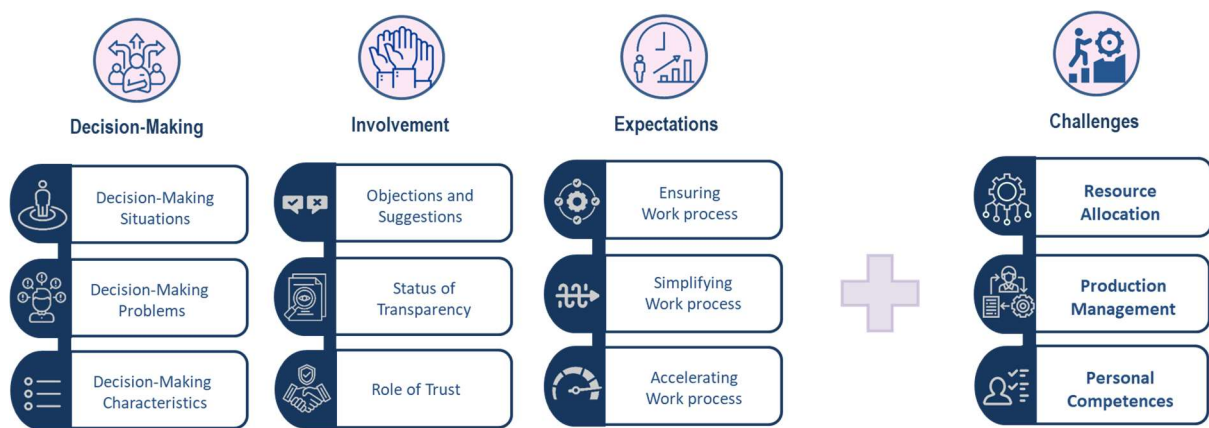 Decision-Making
Involvement
Expectations
Challenges
Decision-Making
Situations
Objections and
Suggestions
Ensuring
Work process
Resource
Allocation
Decision-Making
Problems
Status of
Transparency
Simplifying
Work process
Production
Management
Decision-Making
Characteristics
Role of Trust
Accelerating
Work process
Personal
Competences